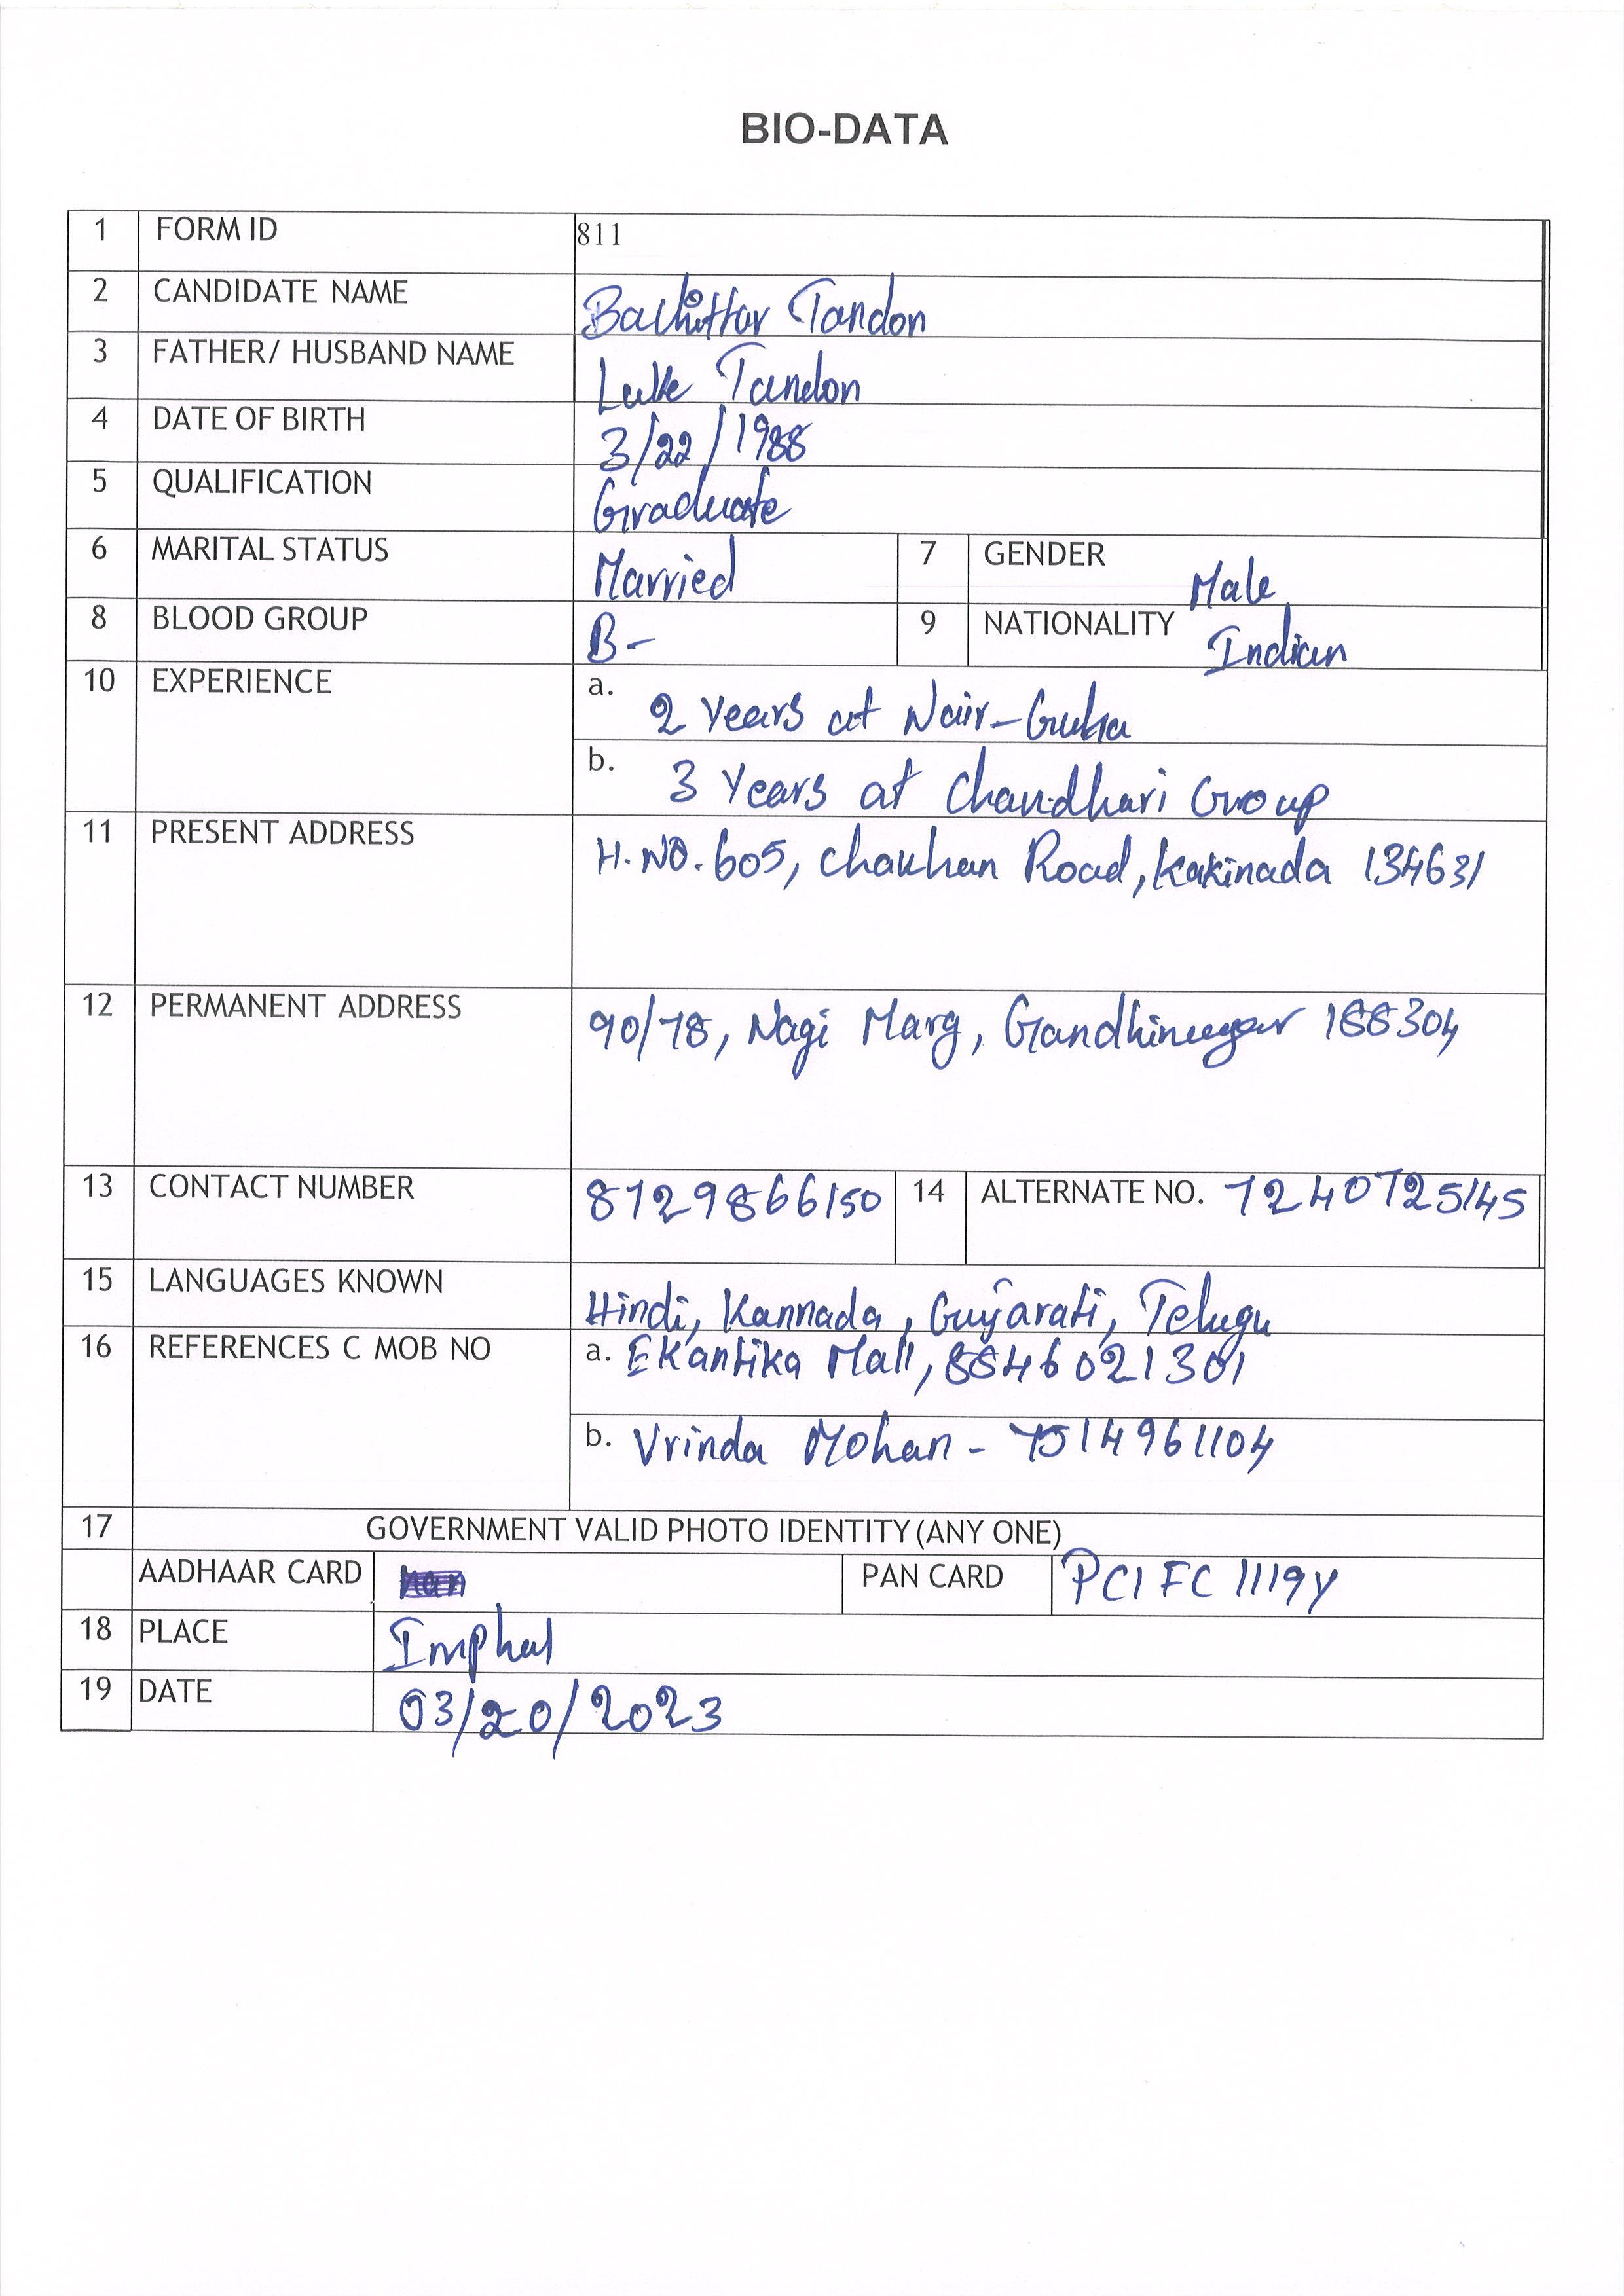 BIO-DATA
1 FORM ID 811
2 CANDIDATE NAME Bachittar Tandon
3 FATHER/ HUSBAND NAME Luke Tandon
4 DATE OF BIRTH 3/22/1988
5 QUALIFICATION Graduate
6 MARITAL STATUS Married 7 GENDER Male
8 BLOOD GROUP B- 9 NATIONALITY Indian
10 EXPERIENCE a. 2 Years at Nair-Guha
b. 3 Years at Chaudhari Group
11 PRESENT ADDRESS H.NO.605, Chauhan Road, Kakinada 134631
12 PERMANENT ADDRESS 90/78, Nagi Marg, Gandhinagar 188304
13 CONTACT NUMBER 8129866150 14 ALTERNATE NO. 7240725145
15 LANGUAGES KNOWN Hindi, Kannada, Gujarati, Telugu
16 REFERENCES C MOB NO a. Ekantika Mall, 8846021301
b. Vrinda Mohan - 7514961104
17 GOVERNMENT VALID PHOTO IDENTITY (ANY ONE)
AADHAAR CARD PAN CARD PCIFC1119Y
18 PLACE Imphal
19 DATE 03/20/2023